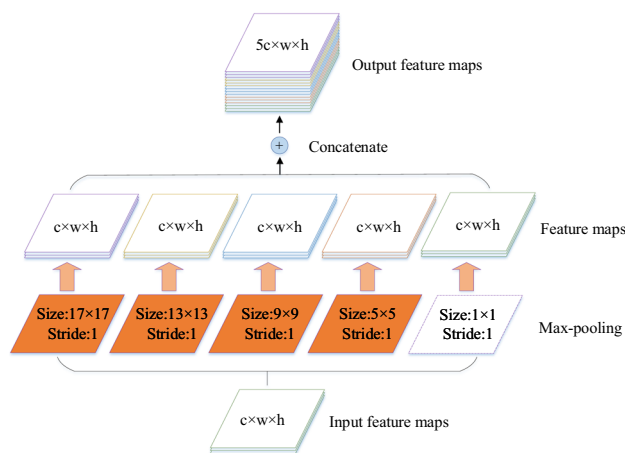 5c×w×h
Output feature maps
+
Concatenate
c×w×h
c×w×h
c×w×h
c×w×h
c×w×h
Feature maps
Size:17×17
Stride:1
Size:13×13
Stride:1
Size:9×9
Stride:1
Size:5×5
Stride:1
Size:1×1
Stride:1
Max-pooling
c×w×h
Input feature maps